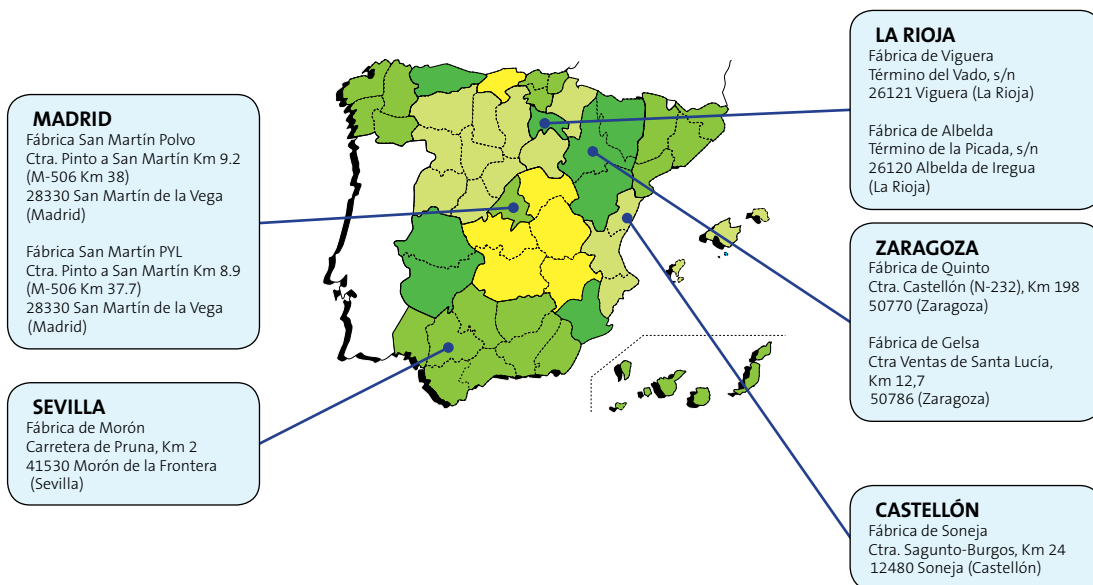 MADRID
Fábrica San Martín Polvo
Ctra. Pinto a San Martín Km 9.2
(M-506 Km 38)
28330 San Martín de la Vega
(Madrid)
Fábrica San Martín PYL
Ctra. Pinto a San Martín Km 8.9
(M-506 Km 37.7)
28330 San Martín de la Vega
(Madrid)
SEVILLA
Fábrica de Morón
Carretera de Pruna, Km 2
41530 Morón de la Frontera
(Sevilla)
LA RIOJA
Fábrica de Viguera
Término del Vado, s/n
26121 Viguera (La Rioja)
Fábrica de Albelda
Término de la Picada, s/n
26120 Albelda de Iregua
(La Rioja)
ZARAGOZA
Fábrica de Quinto
Ctra. Castellón (N-232), Km 198
50770 (Zaragoza)
Fábrica de Gelsa
Ctra Ventas de Santa Lucía,
Km 12,7
50786 (Zaragoza)
CASTELLÓN
Fábrica de Soneja
Ctra. Sagunto-Burgos, Km 24
12480 Soneja (Castellón)